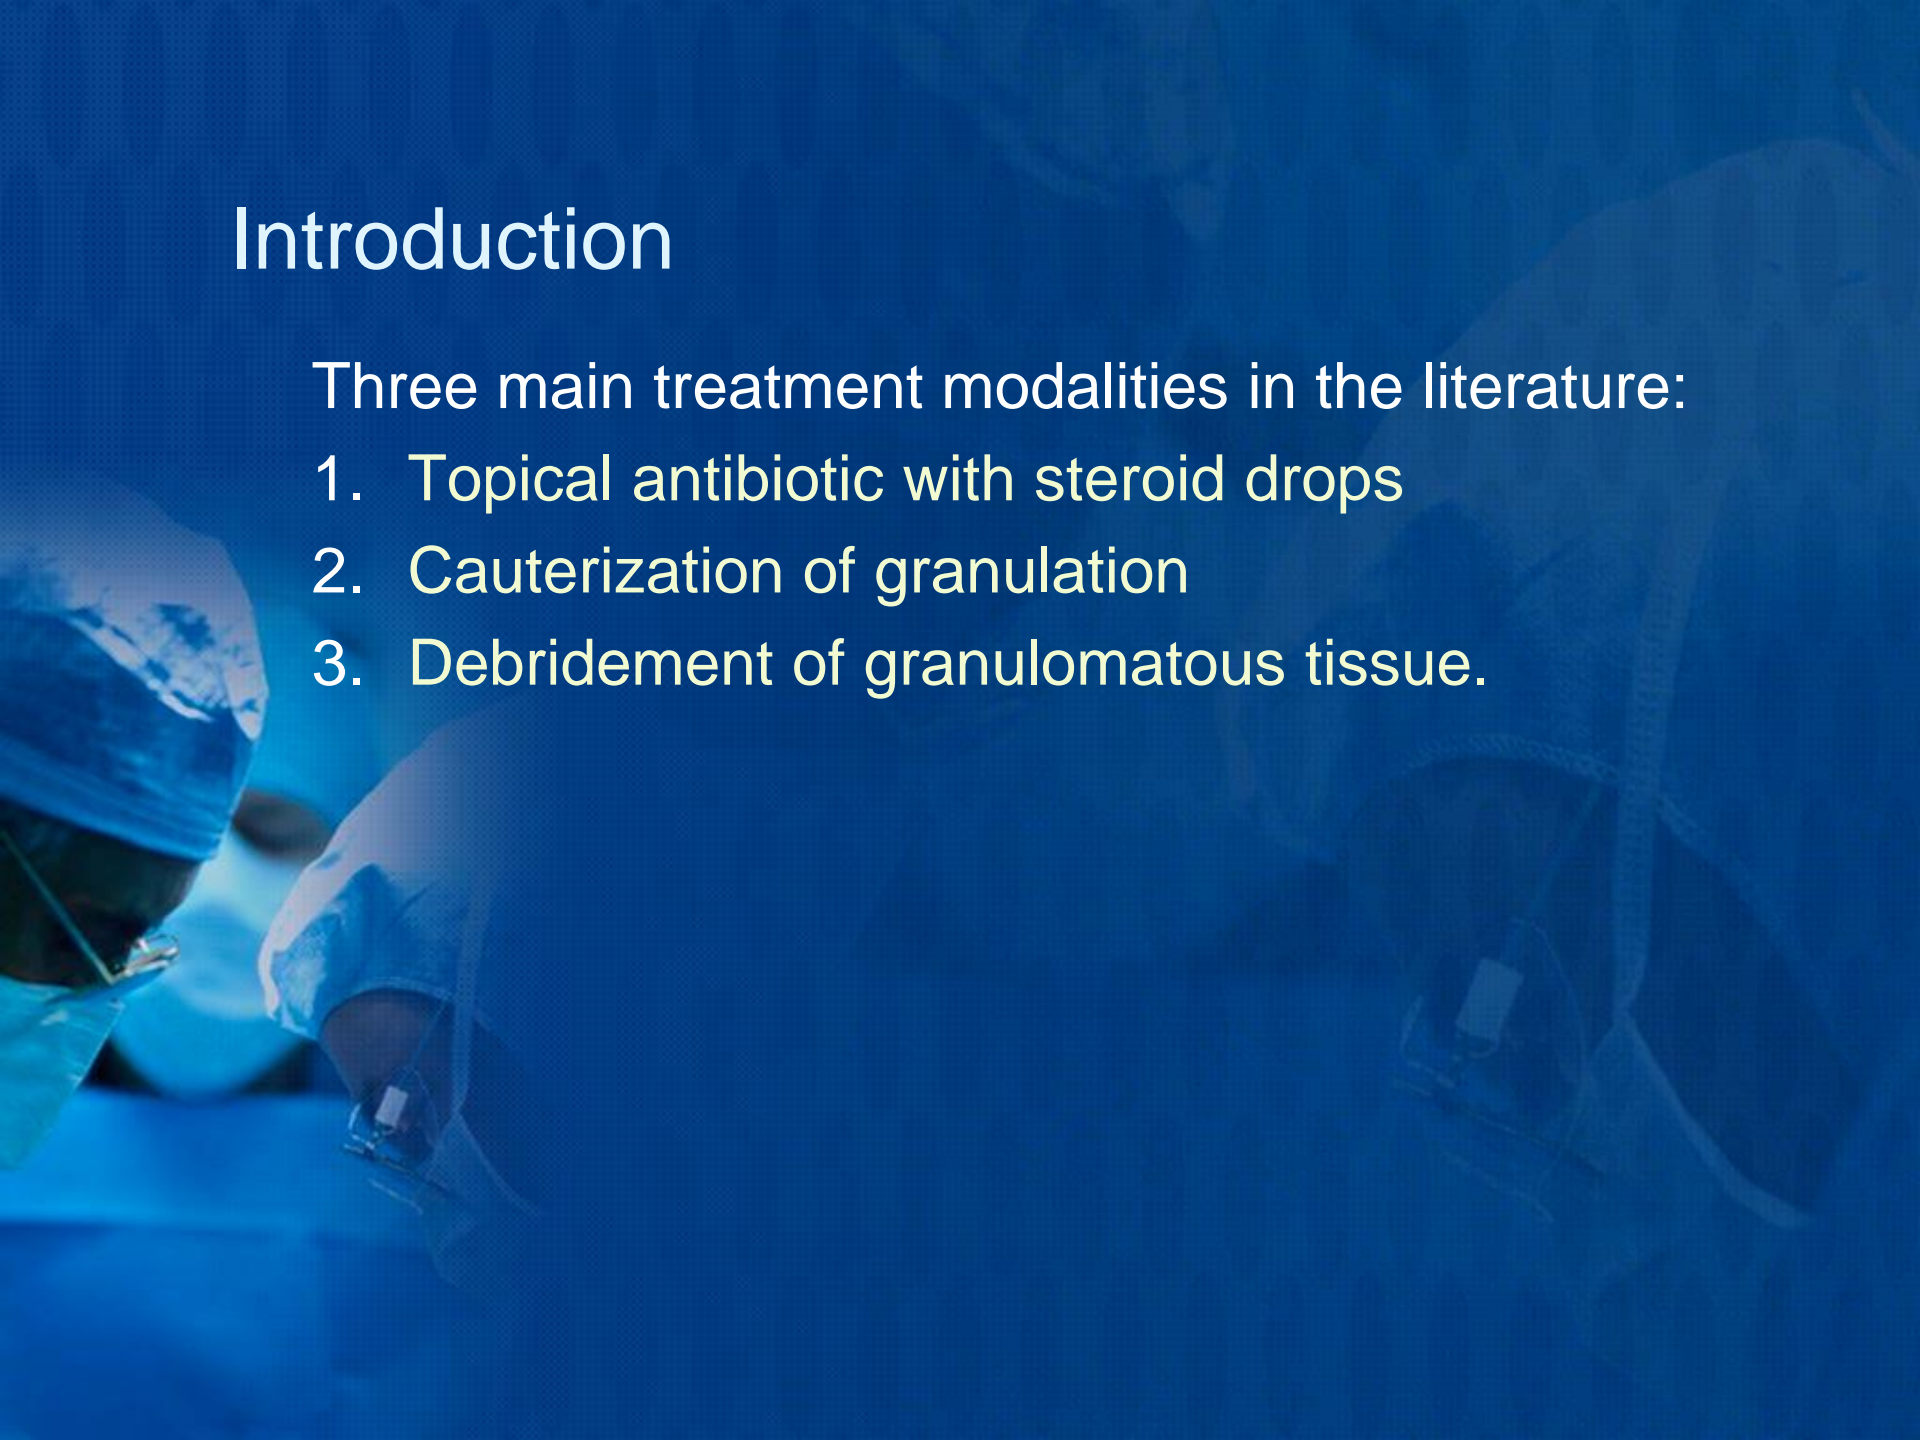 Introduction
Three main treatment modalities in the literature:
1. Topical antibiotic with steroid drops
2. Cauterization of granulation
3. Debridement of granulomatous tissue.